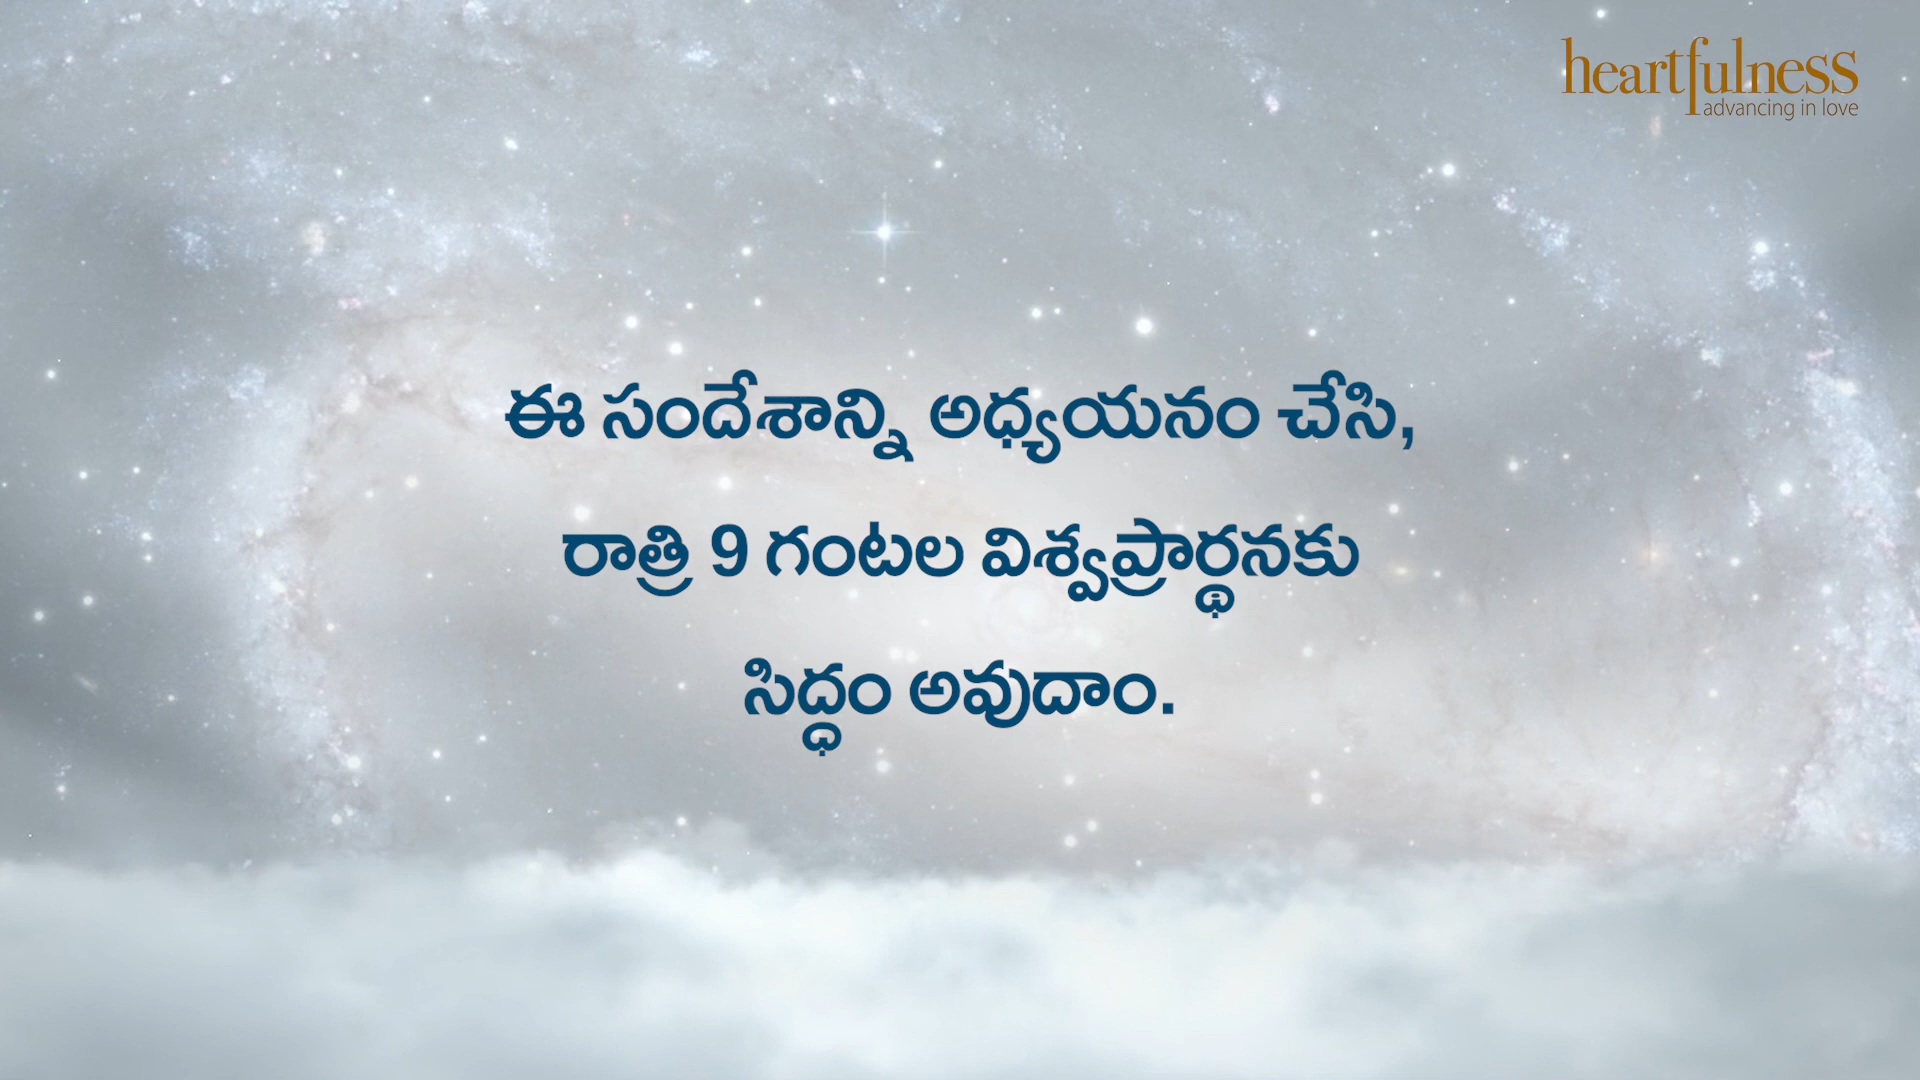 heartfulness
advancing in love
ఈ సందేశాన్ని అధ్యయనం చేసి,
రాత్రి 9 గంటల విశ్వప్రార్థనకు
సిద్ధం అవుదాం.